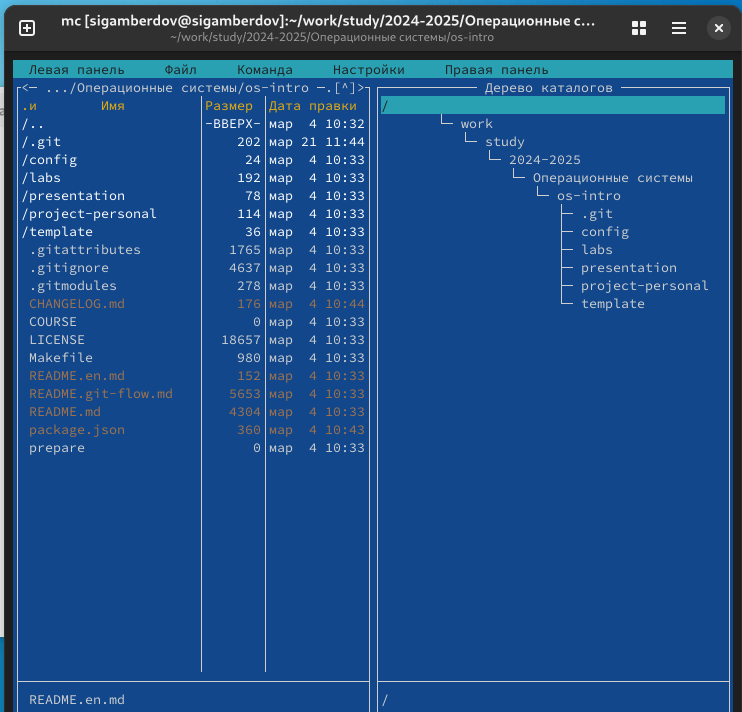 mc [sigamberdov@sigamberdov]:~/work/study/2024-2025/Операционные с...
~/work/study/2024-2025/Операционные системы/os-intro
Левая панель Файл Команда Настройки Правая панель
<─ .../Операционные системы/os-intro ─.[^]>
.и Имя Размер Дата правки
/.. -ВВЕРХ- мар 4 10:32
/.git 202 мар 21 11:44
/config 24 мар 4 10:33
/labs 192 мар 4 10:33
/presentation 78 мар 4 10:33
/project-personal 114 мар 4 10:33
/template 36 мар 4 10:33
.gitattributes 1765 мар 4 10:33
.gitignore 4637 мар 4 10:33
.gitmodules 278 мар 4 10:33
CHANGELOG.md 176 мар 4 10:44
COURSE 0 мар 4 10:33
LICENSE 18657 мар 4 10:33
Makefile 980 мар 4 10:33
README.en.md 152 мар 4 10:33
README.git-flow.md 5653 мар 4 10:33
README.md 4304 мар 4 10:33
package.json 360 мар 4 10:43
prepare 0 мар 4 10:33
README.en.md
Дерево каталогов
/
work
study
2024-2025
Операционные системы
os-intro
.git
config
labs
presentation
project-personal
template
/